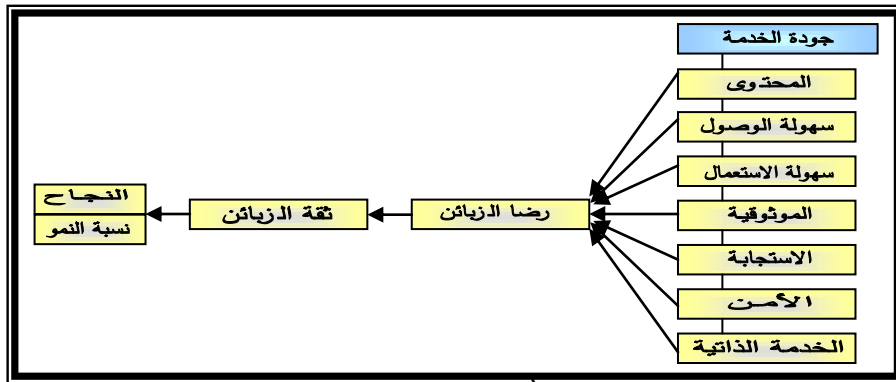 جودة الخدمة
المحتوى
سهولة الوصول
سهولة الاستعمال
الموثوقية
الاستجابة
الأمن
الخدمة الذاتية
رضا الزبائن
ثقة الزبائن
النجاح
نسبة النمو